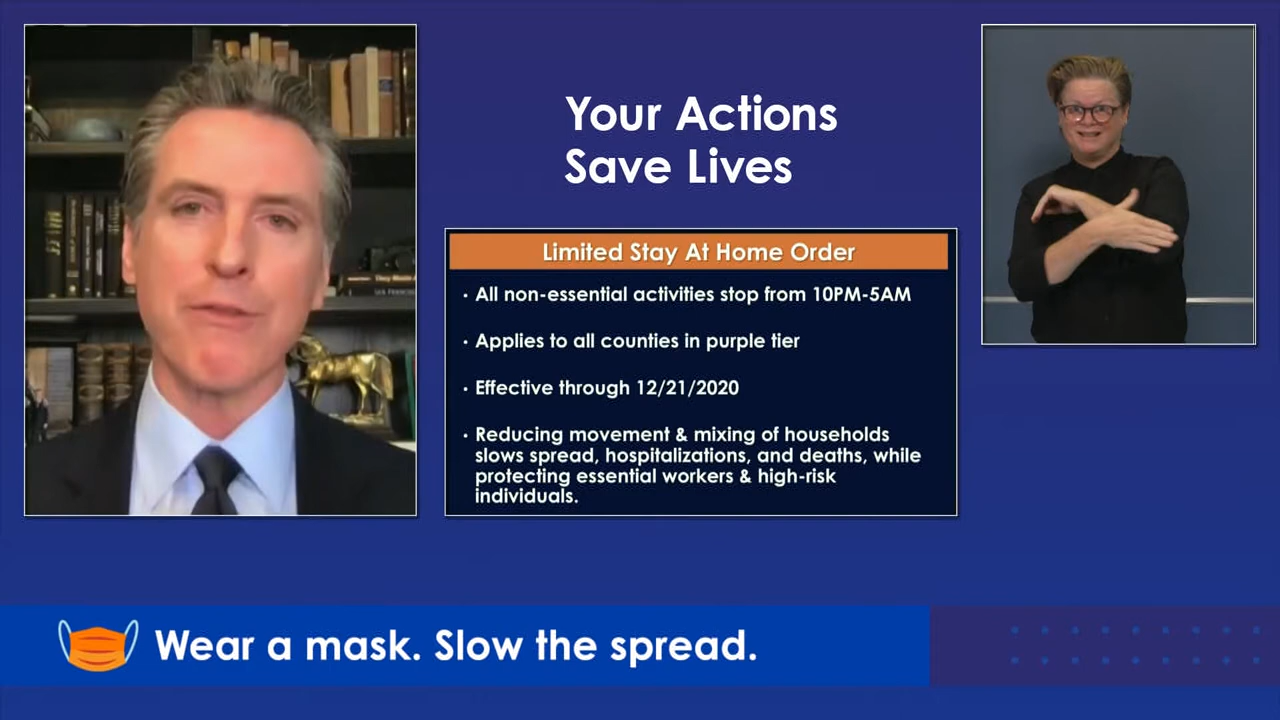 Your Actions
Save Lives
Limited Stay At Home Order
· All non-essential activities stop from 10PM-5AM
· Applies to all counties in purple tier
· Effective through 12/21/2020
· Reducing movement & mixing of households
slows spread, hospitalizations, and deaths, while
protecting essential workers & high-risk
individuals.
Wear a mask. Slow the spread.